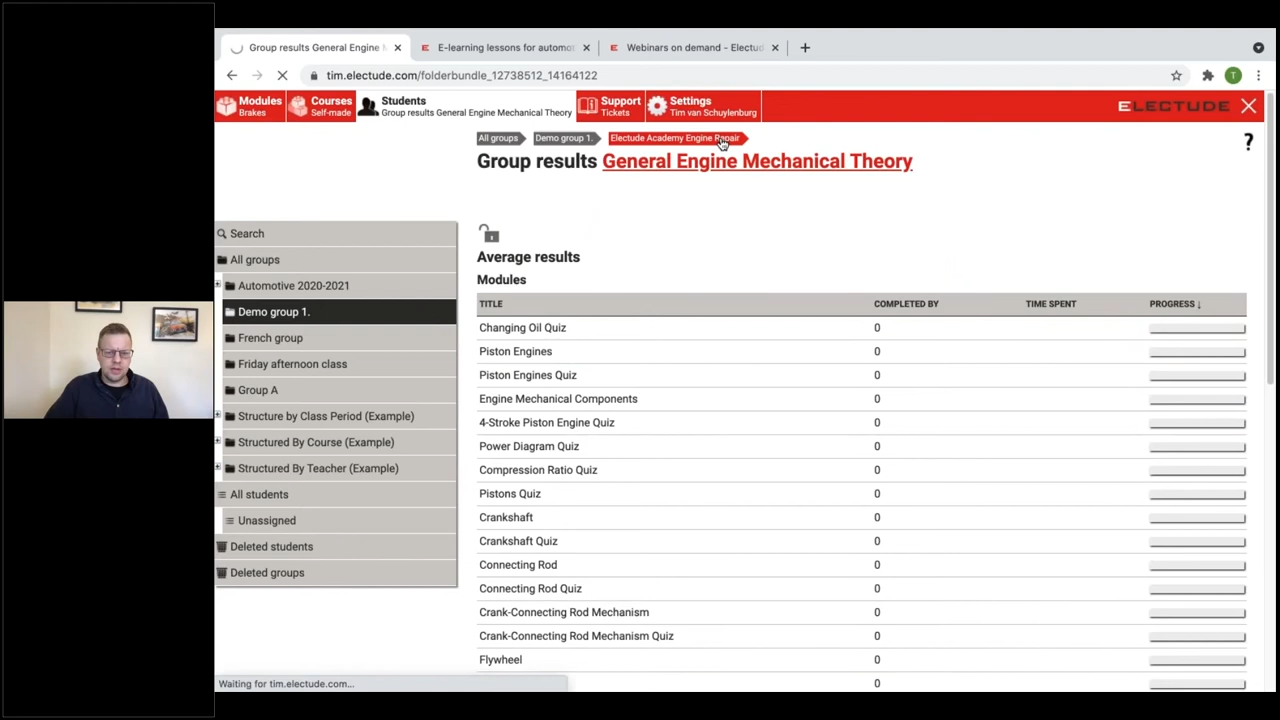 Group results General Engine M
E-learning lessons for automot
Webinars on demand - Electud
tim.electude.com/folderbundle_12738512_14164122
T
Modules
Brakes
Courses
Self-made
Students
Group results General Engine Mechanical Theory
Support
Tickets
Settings
Tim van Schuylenburg
ELECTUDE
All groups
Demo group 1.
Electude Academy Engine Repair
?
Group results General Engine Mechanical Theory
Search
All groups
Automotive 2020-2021
Demo group 1.
French group
Friday afternoon class
Group A
Structure by Class Period (Example)
Structured By Course (Example)
Structured By Teacher (Example)
All students
Unassigned
Deleted students
Deleted groups
Average results
Modules
TITLE COMPLETED BY TIME SPENT PROGRESS ↓
Changing Oil Quiz 0
Piston Engines 0
Piston Engines Quiz 0
Engine Mechanical Components 0
4-Stroke Piston Engine Quiz 0
Power Diagram Quiz 0
Compression Ratio Quiz 0
Pistons Quiz 0
Crankshaft 0
Crankshaft Quiz 0
Connecting Rod 0
Connecting Rod Quiz 0
Crank-Connecting Rod Mechanism 0
Crank-Connecting Rod Mechanism Quiz 0
Flywheel 0
0
Waiting for tim.electude.com...